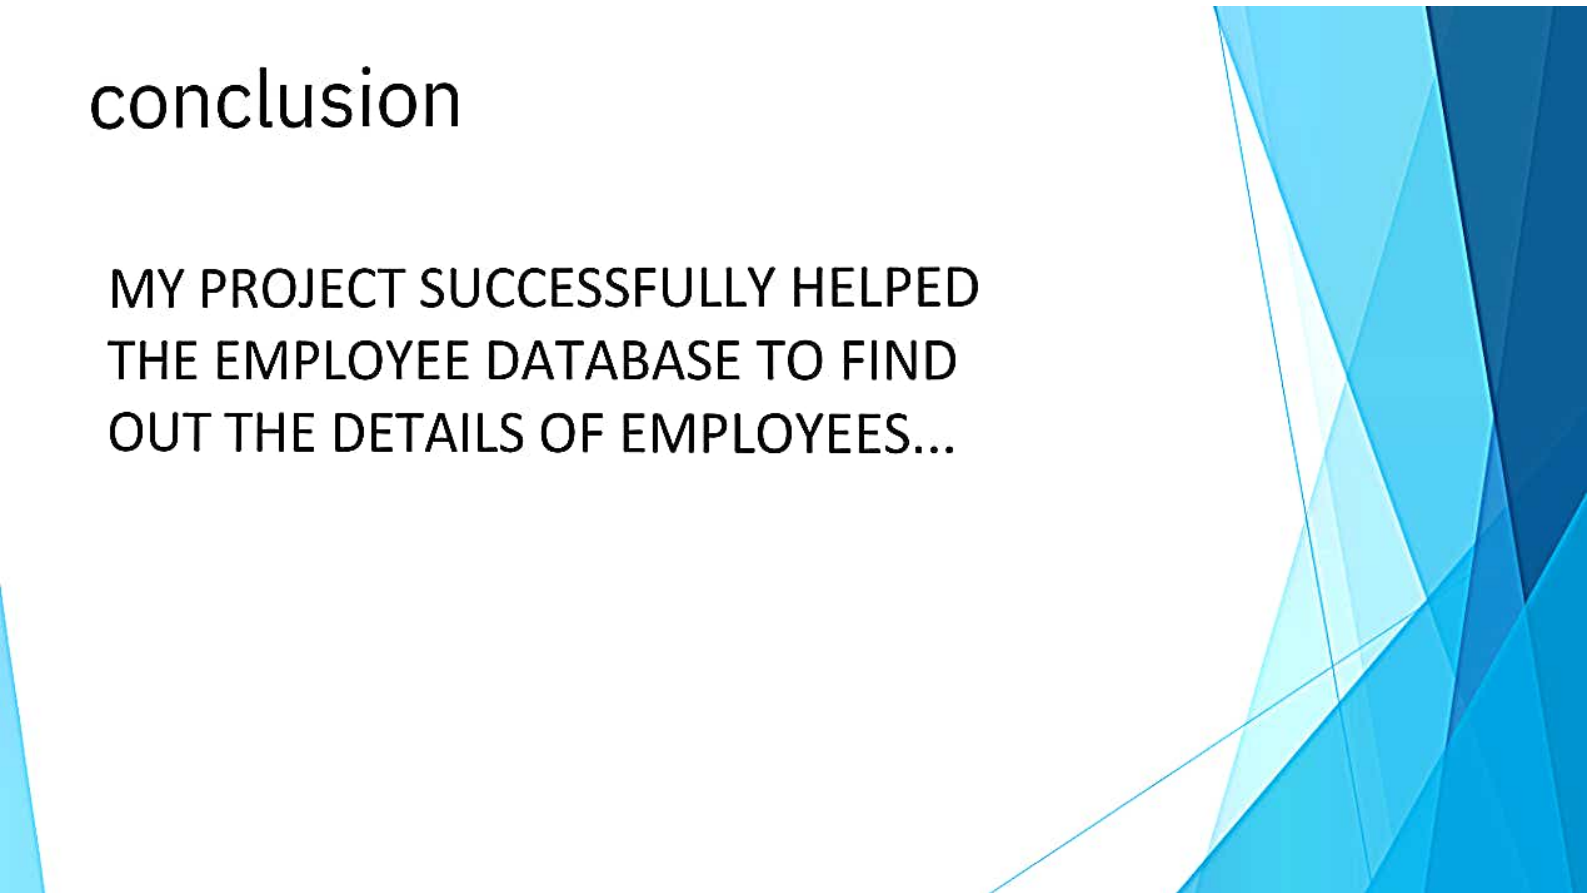 conclusion
MY PROJECT SUCCESSFULLY HELPED
THE EMPLOYEE DATABASE TO FIND
OUT THE DETAILS OF EMPLOYEES...